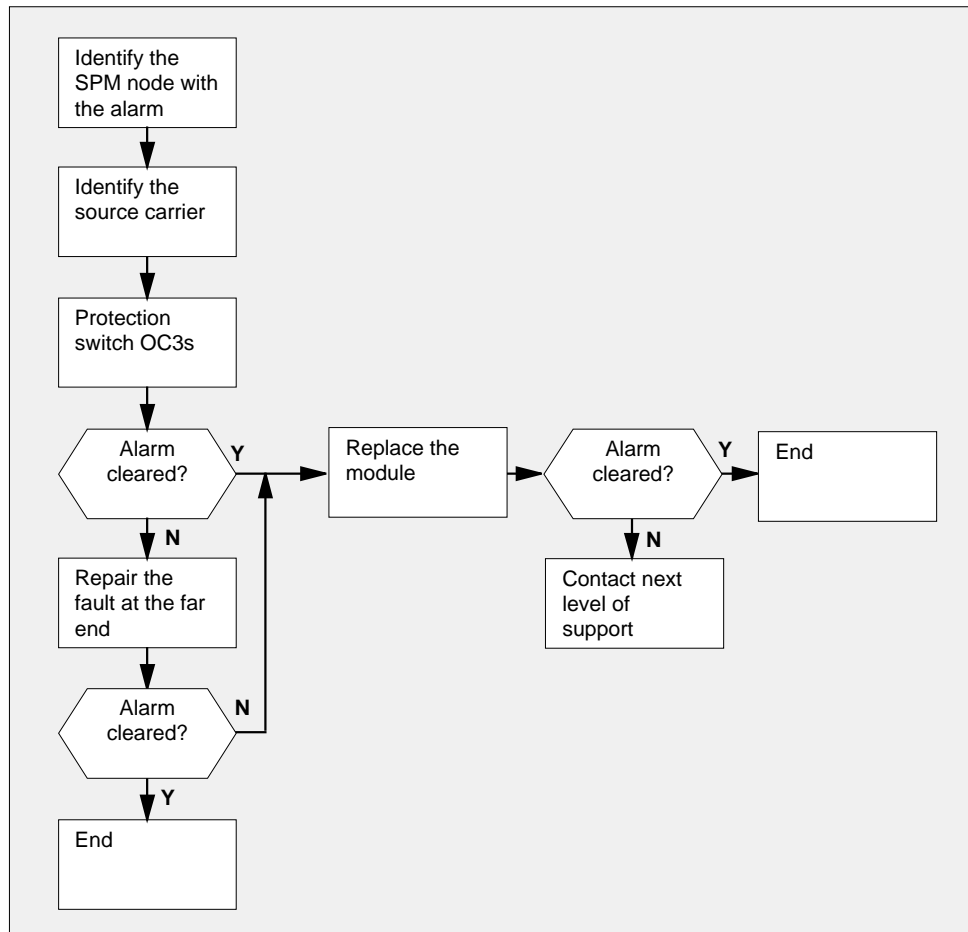 Identify the
SPM node with
the alarm
Identify the
source carrier
Protection
switch OC3s
Alarm
cleared?
Y
N
Replace the
module
Alarm
cleared?
Y
N
End
Contact next
level of
support
Repair the
fault at the far
end
Alarm
cleared?
N
Y
End